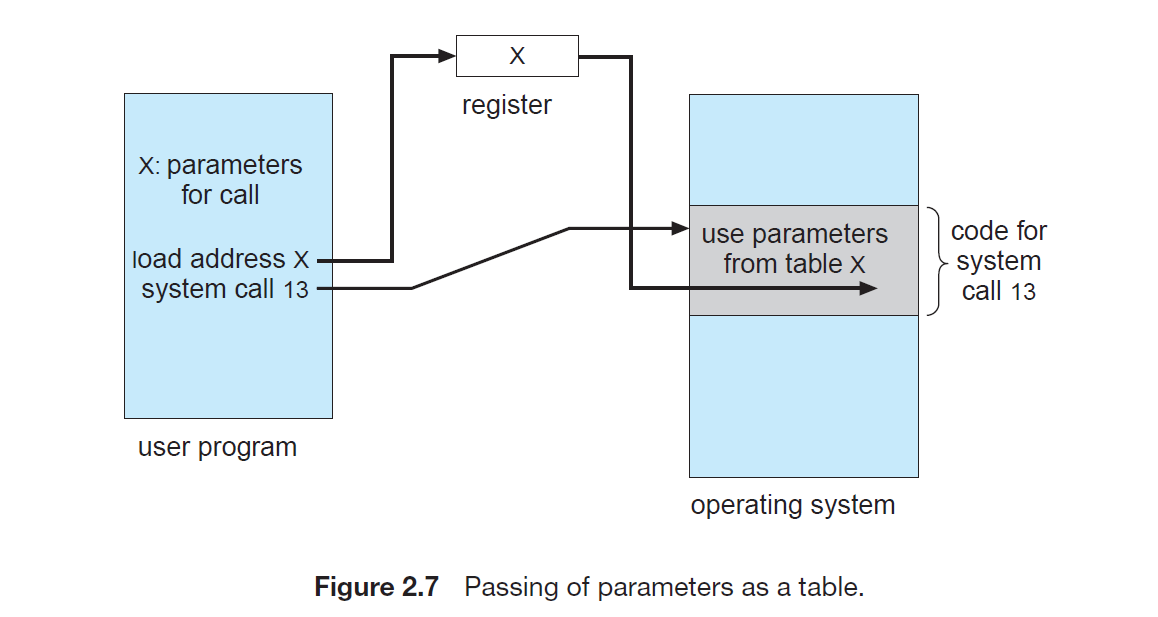 X
register
X: parameters
for call
load address X
system call 13
user program
use parameters
from table X
code for
system
call 13
operating system
Figure 2.7 Passing of parameters as a table.